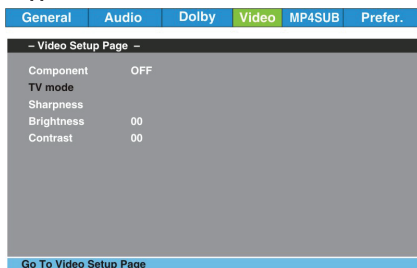 General Audio Dolby Video MP4SUB Prefer.
– Video Setup Page –
Component OFF
TV mode
Sharpness
Brightness 00
Contrast 00
Go To Video Setup Page